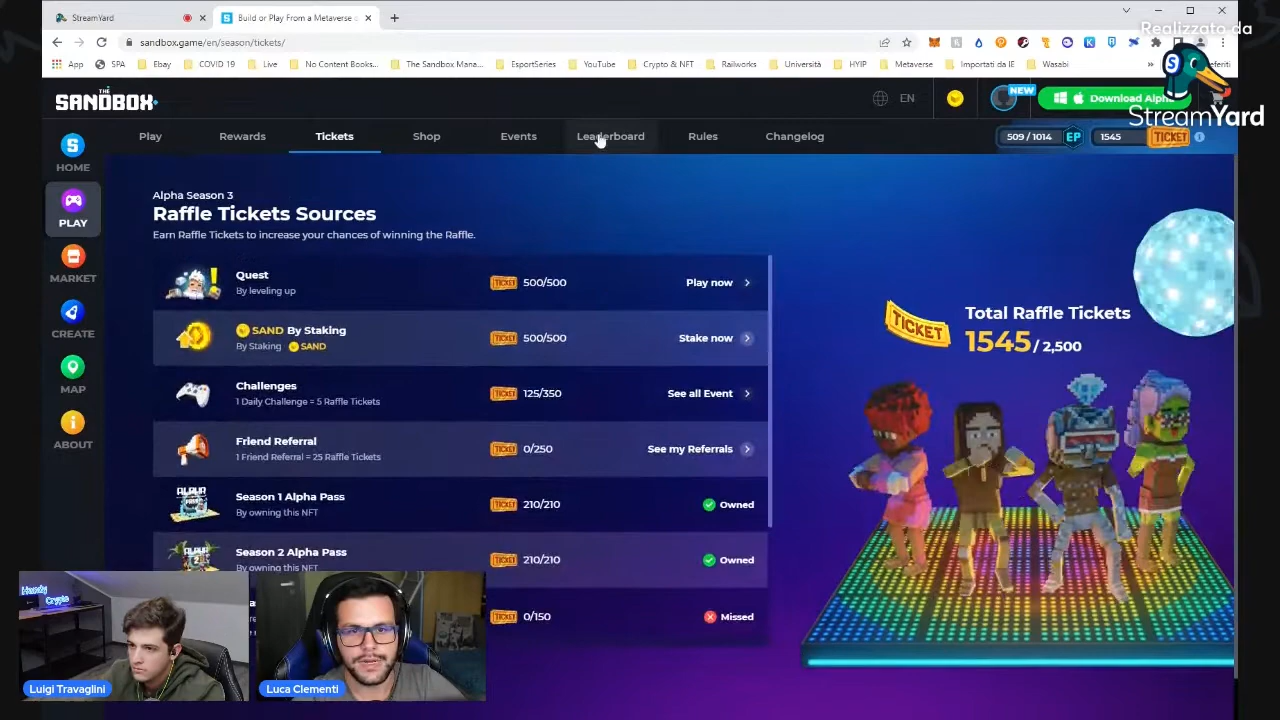 StreamYard
Build or Play From a Metaverse
Realizzato da
StreamYard
sandbox.game/en/season/tickets/
App
SPA
Ebay
COVID 19
Live
No Content Book...
The Sandbox
EsportSeries
YouTube
Crypto & NFT
Railworks
Università
HYIP
Metaverse
Importati da IE
Wasabi
»
THE
SANDBOX
EN
NEW
Download Alpha
Play
Rewards
Tickets
Shop
Events
Leaderboard
Rules
Changelog
509 / 1014 EP
1545 TICKET
HOME
PLAY
MARKET
CREATE
MAP
ABOUT
Alpha Season 3
Raffle Tickets Sources
Earn Raffle Tickets to increase your chances of winning the Raffle.
Quest
By leveling up
TICKET 500/500
Play now
SAND By Staking
By Staking SAND
TICKET 500/500
Stake now
Challenges
1 Daily Challenge = 5 Raffle Tickets
TICKET 125/350
See all Event
Friend Referral
1 Friend Referral = 25 Raffle Tickets
TICKET 0/250
See my Referrals
Season 1 Alpha Pass
By owning this NFT
TICKET 210/210
Owned
Season 2 Alpha Pass
By owning this NFT
TICKET 210/210
Owned
0/150
Missed
TICKET
Total Raffle Tickets
1545 / 2,500
Handy
Crypto
Luigi Travaglini
Luca Clementi